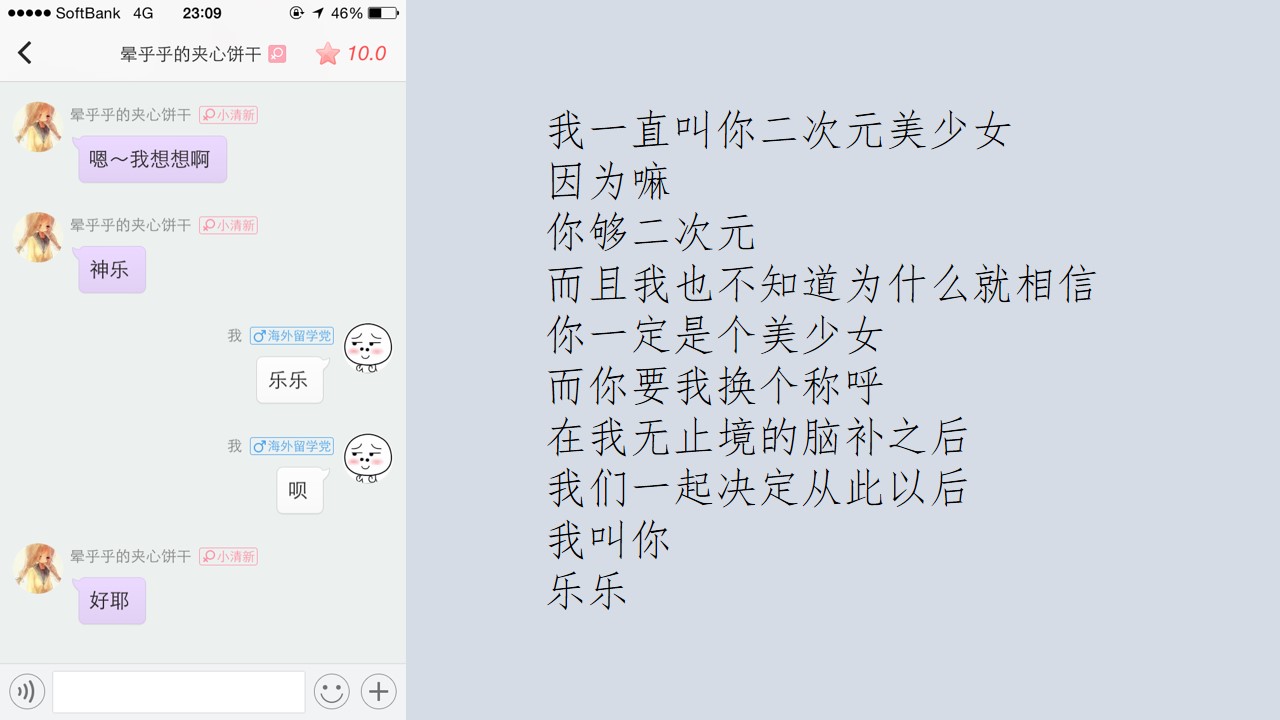 SoftBank 4G 23:09 46%
晕乎乎的夹心饼干 10.0
晕乎乎的夹心饼干 小清新
嗯～我想想啊
晕乎乎的夹心饼干 小清新
神乐
我 海外留学党
乐乐
我 海外留学党
呗
晕乎乎的夹心饼干 小清新
好耶
我一直叫你二次元美少女
因为嘛
你够二次元
而且我也不知道为什么就相信
你一定是个美少女
而你要我换个称呼
在我无止境的脑补之后
我们一起决定从此以后
我叫你
乐乐